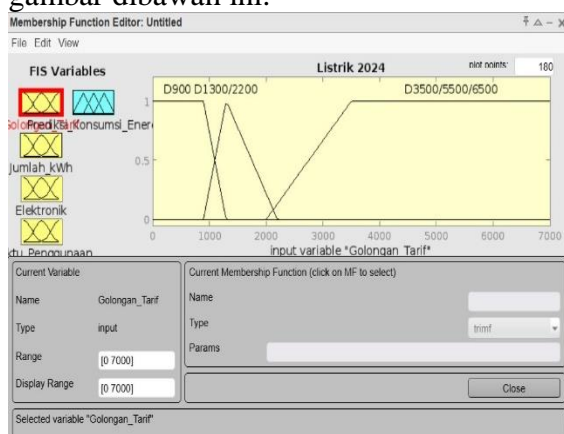 gambar dibawah ini.
Membership Function Editor: Untitled
File Edit View
FIS Variables
Listrik 2024
plot points:
180
D900 D1300/2200
D3500/5500/6500
1
0.5
0
0 1000 2000 3000 4000 5000 6000 7000
input variable "Golongan_Tarif"
Jumlah_kWh
Elektronik
Current Variable
Name
Golongan_Tarif
Type
input
Range
[0 7000]
Display Range
[0 7000]
Current Membership Function (click on MF to select)
Name
Type
trimf
Params
Close
Selected variable "Golongan_Tarif"